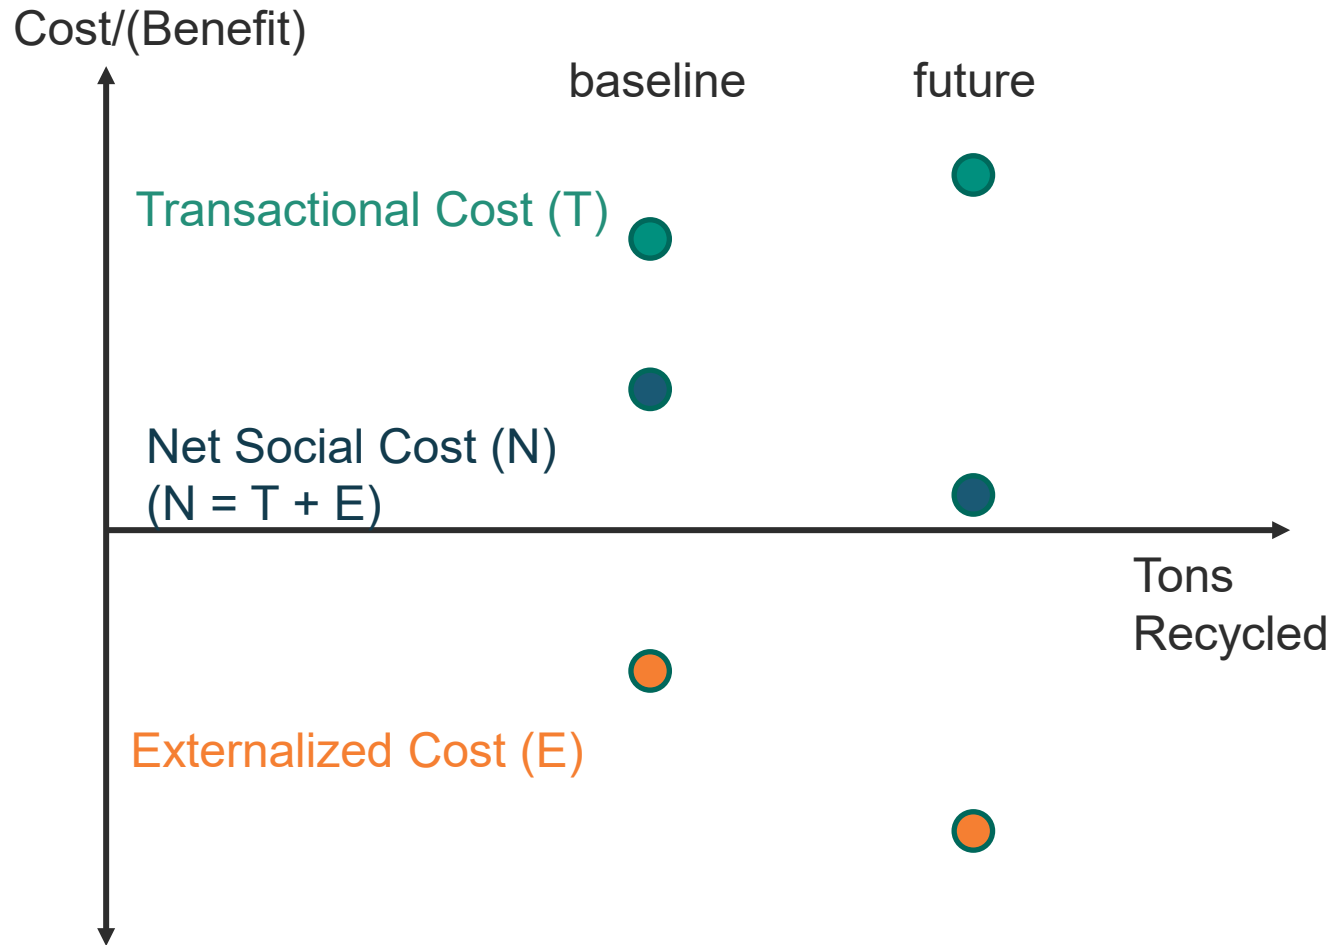 Cost/(Benefit)
baseline
future
Transactional Cost (T)
Net Social Cost (N)
(N = T + E)
Tons
Recycled
Externalized Cost (E)